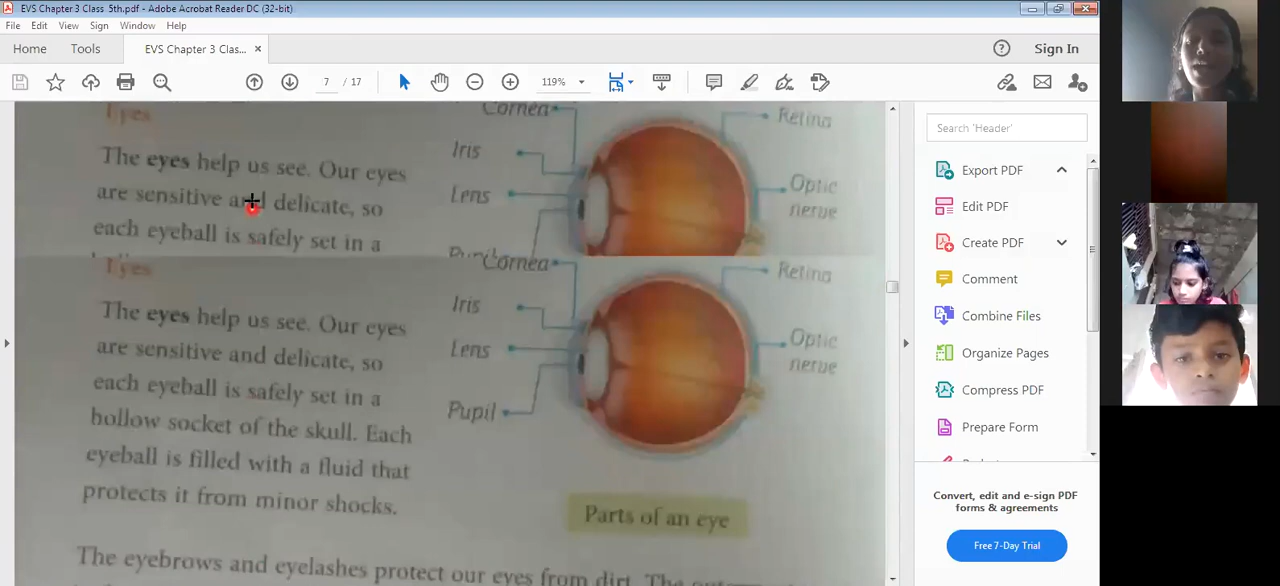 EVS Chapter 3 Class 5th.pdf - Adobe Acrobat Reader DC (32-bit)
File Edit View Sign Window Help
Home Tools EVS Chapter 3 Clas... × Sign In
7 / 17 119%
Eyes
The eyes help us see. Our eyes
are sensitive and delicate, so
each eyeball is safely set in a
Cornea
Iris
Lens
Retina
Optic
nerve
Eyes
The eyes help us see. Our eyes
are sensitive and delicate, so
each eyeball is safely set in a
hollow socket of the skull. Each
eyeball is filled with a fluid that
protects it from minor shocks.
Cornea
Iris
Lens
Pupil
Retina
Optic
nerve
Parts of an eye
The eyebrows and eyelashes protect our eyes from dirt. The
Search 'Header'
Export PDF
Edit PDF
Create PDF
Comment
Combine Files
Organize Pages
Compress PDF
Prepare Form
Convert, edit and e-sign PDF
forms & agreements
Free 7-Day Trial